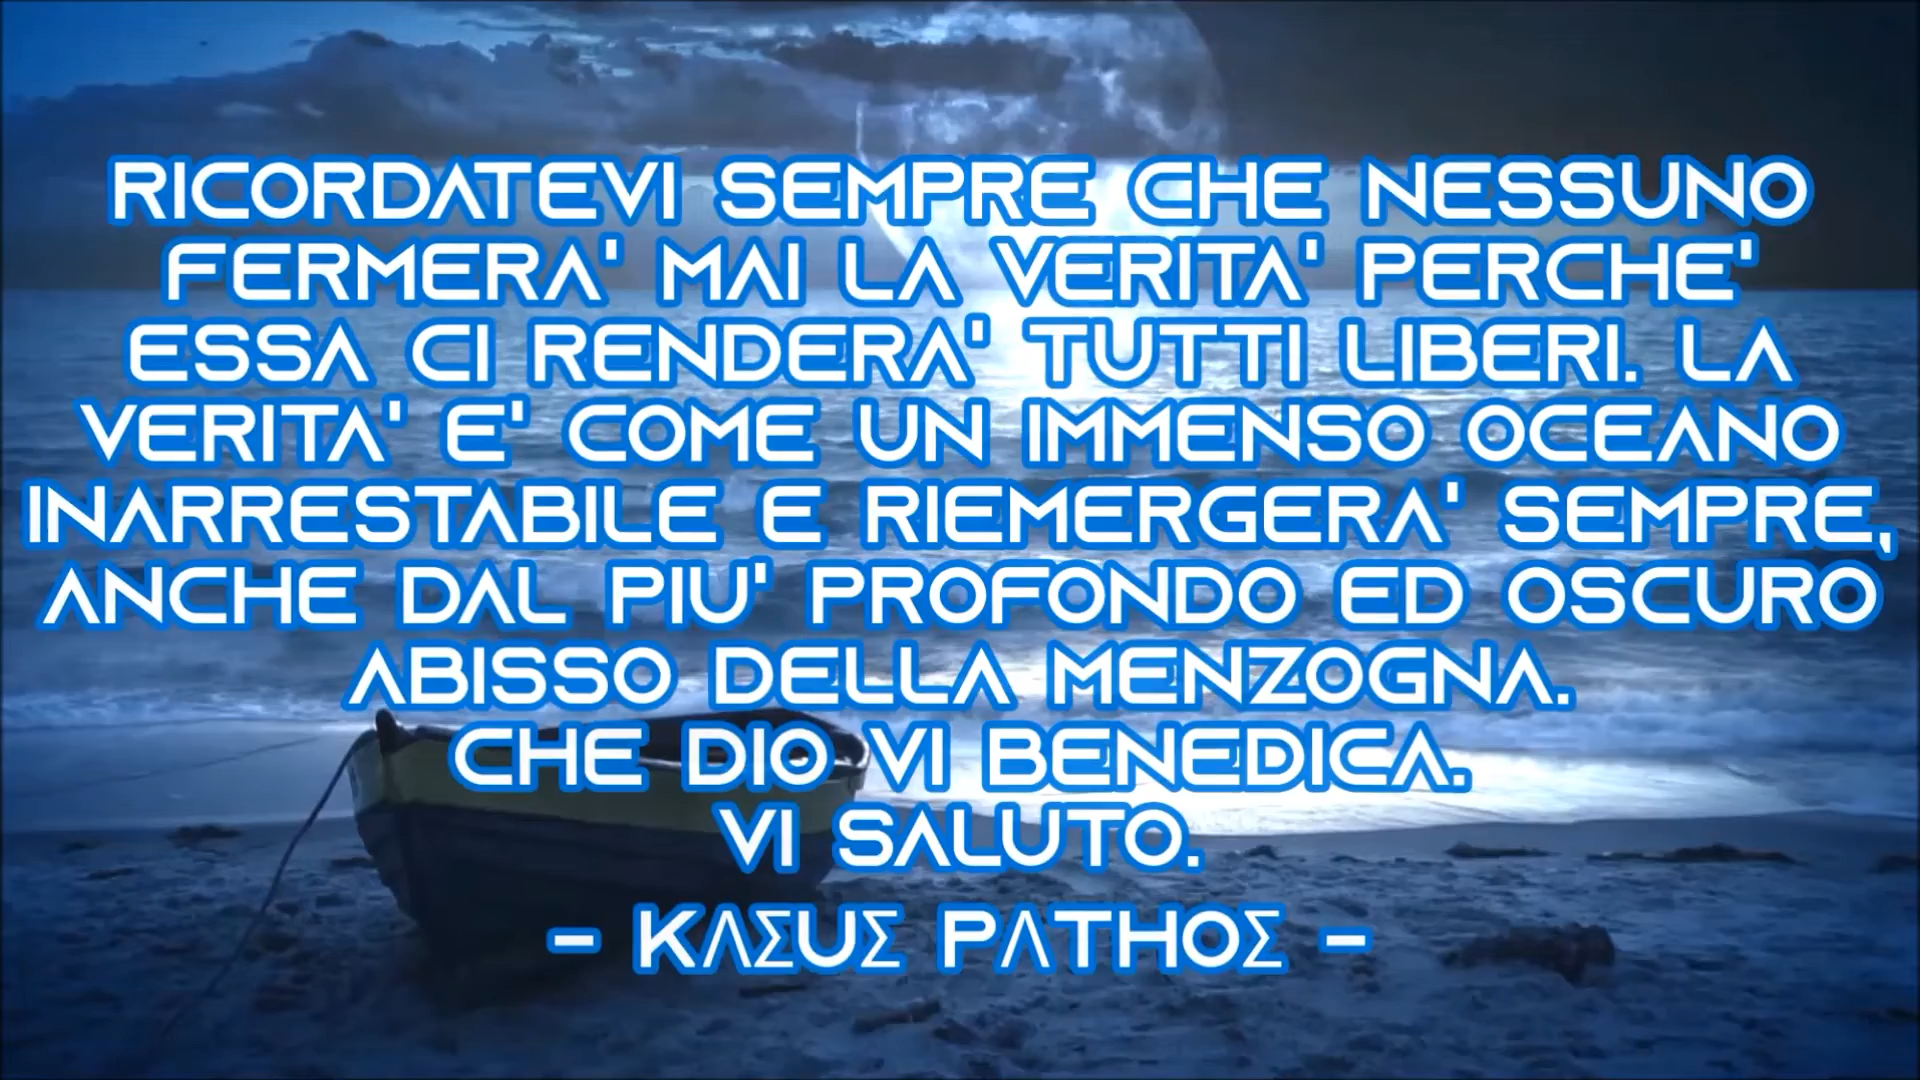 RICORDATEVI SEMPRE CHE NESSUNO
FERMERA' MAI LA VERITA' PERCHE'
ESSA CI RENDERA' TUTTI LIBERI. LA
VERITA' E' COME UN IMMENSO OCEANO
INARRESTABILE E RIEMERGERA' SEMPRE,
ANCHE DAL PIU' PROFONDO ED OSCURO
ABISSO DELLA MENZOGNA.
CHE DIO VI BENEDICA.
VI SALUTO.
- KΛΣUΣ PΛTHOΣ -